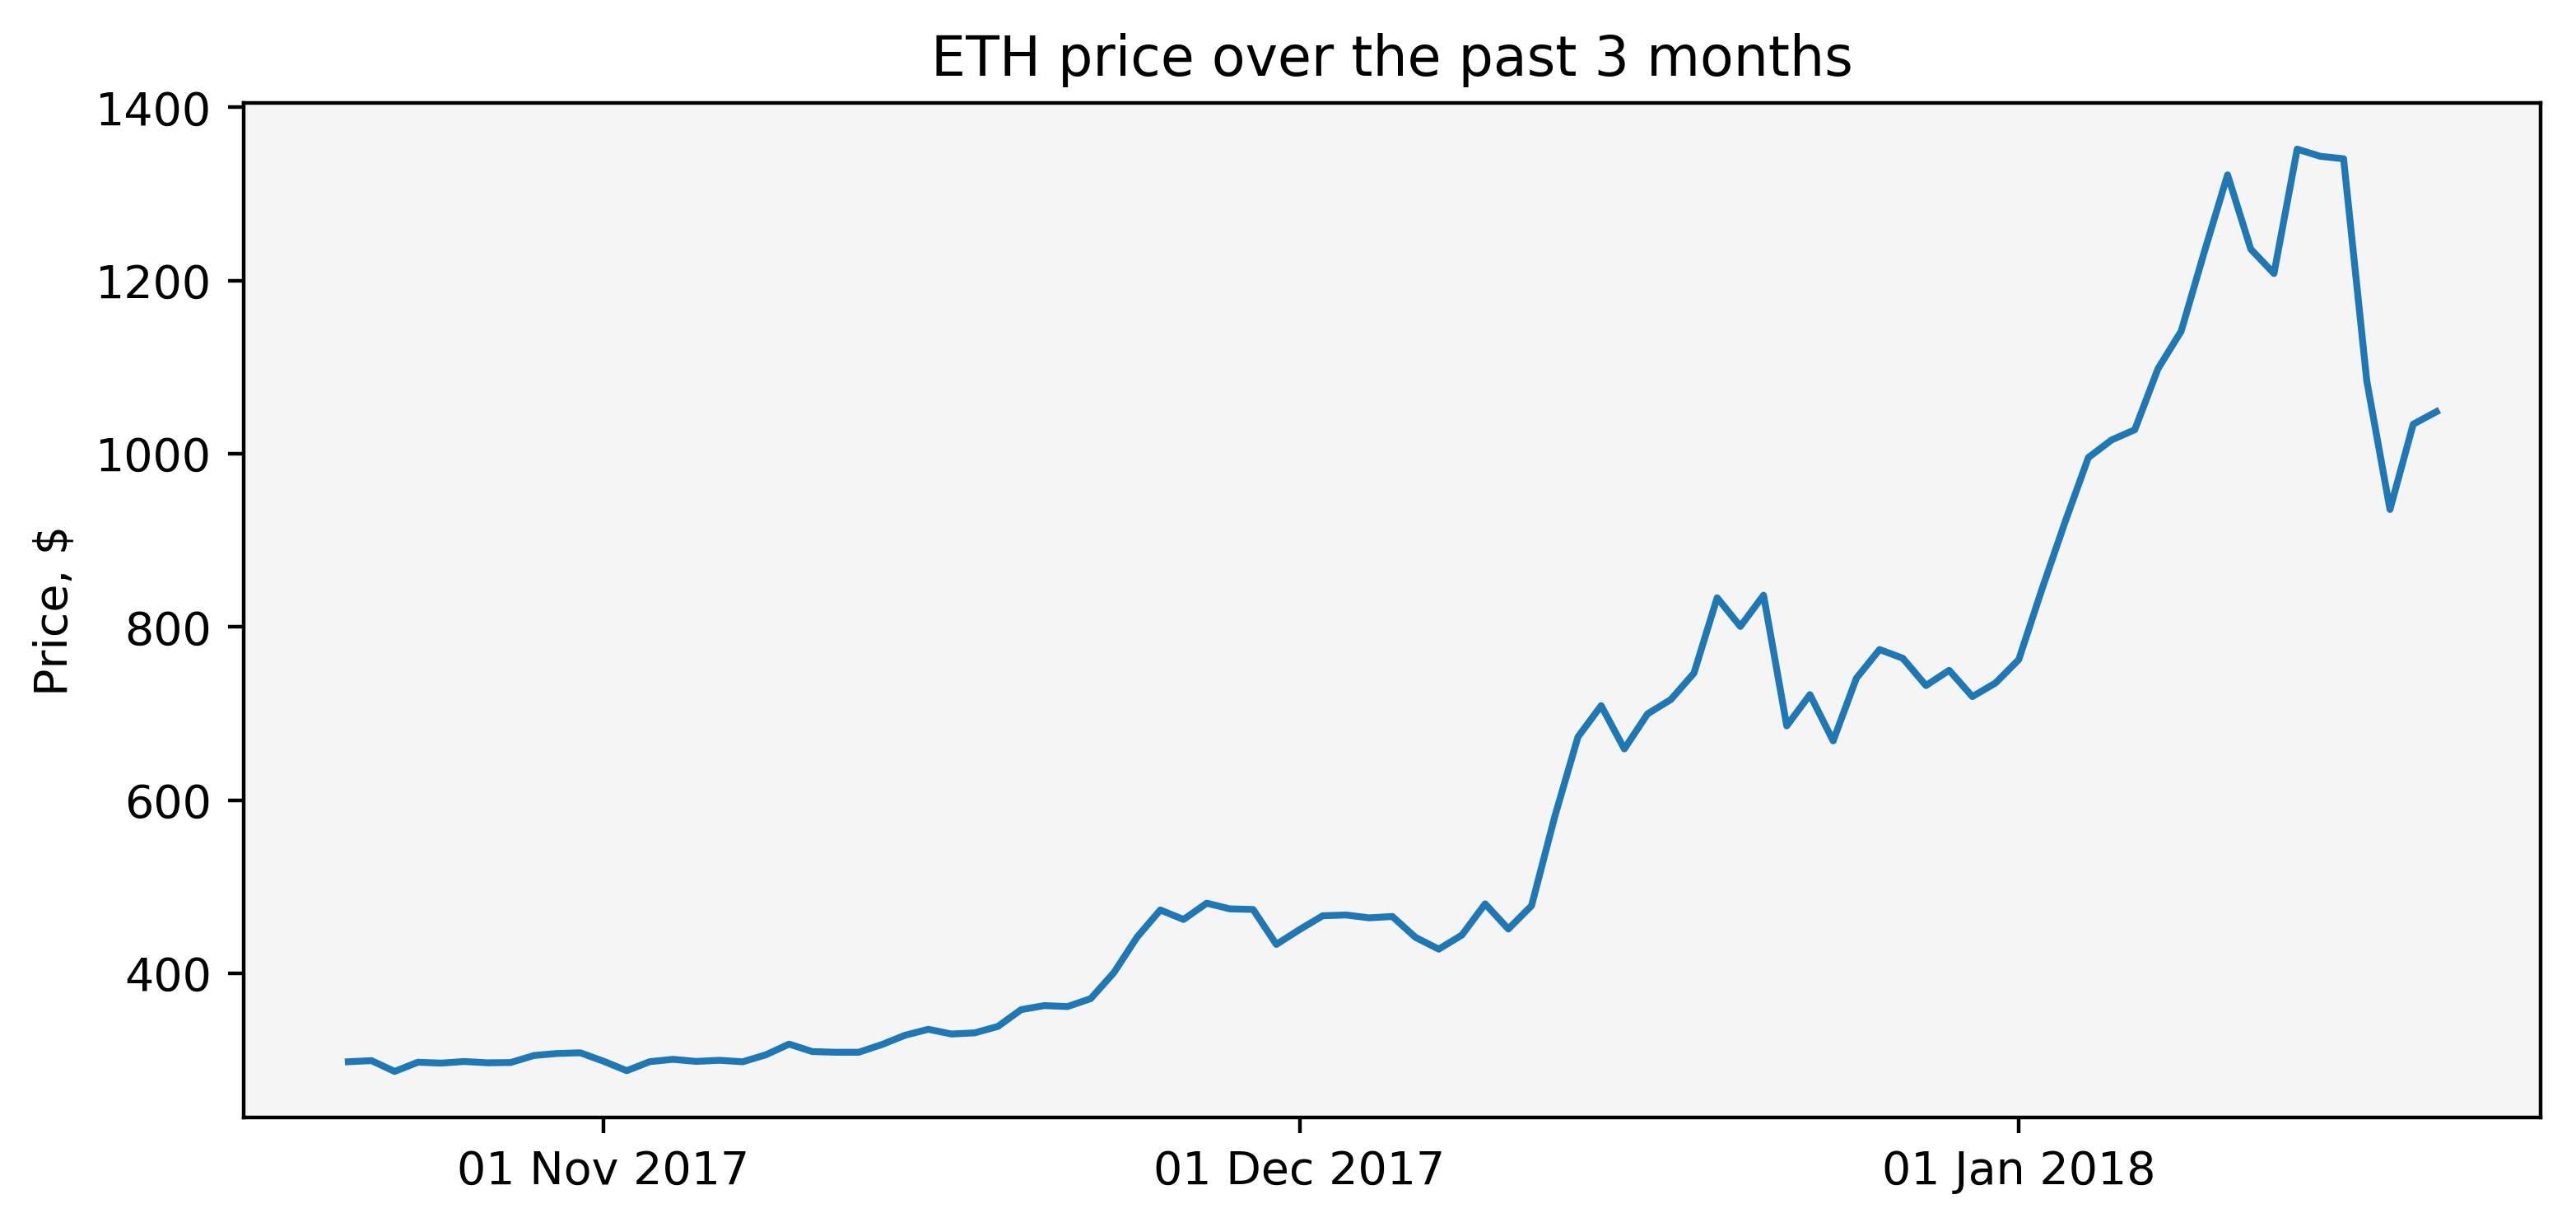 ETH price over the past 3 months
1400
1200
1000
800
600
400
Price, $
01 Nov 2017
01 Dec 2017
01 Jan 2018